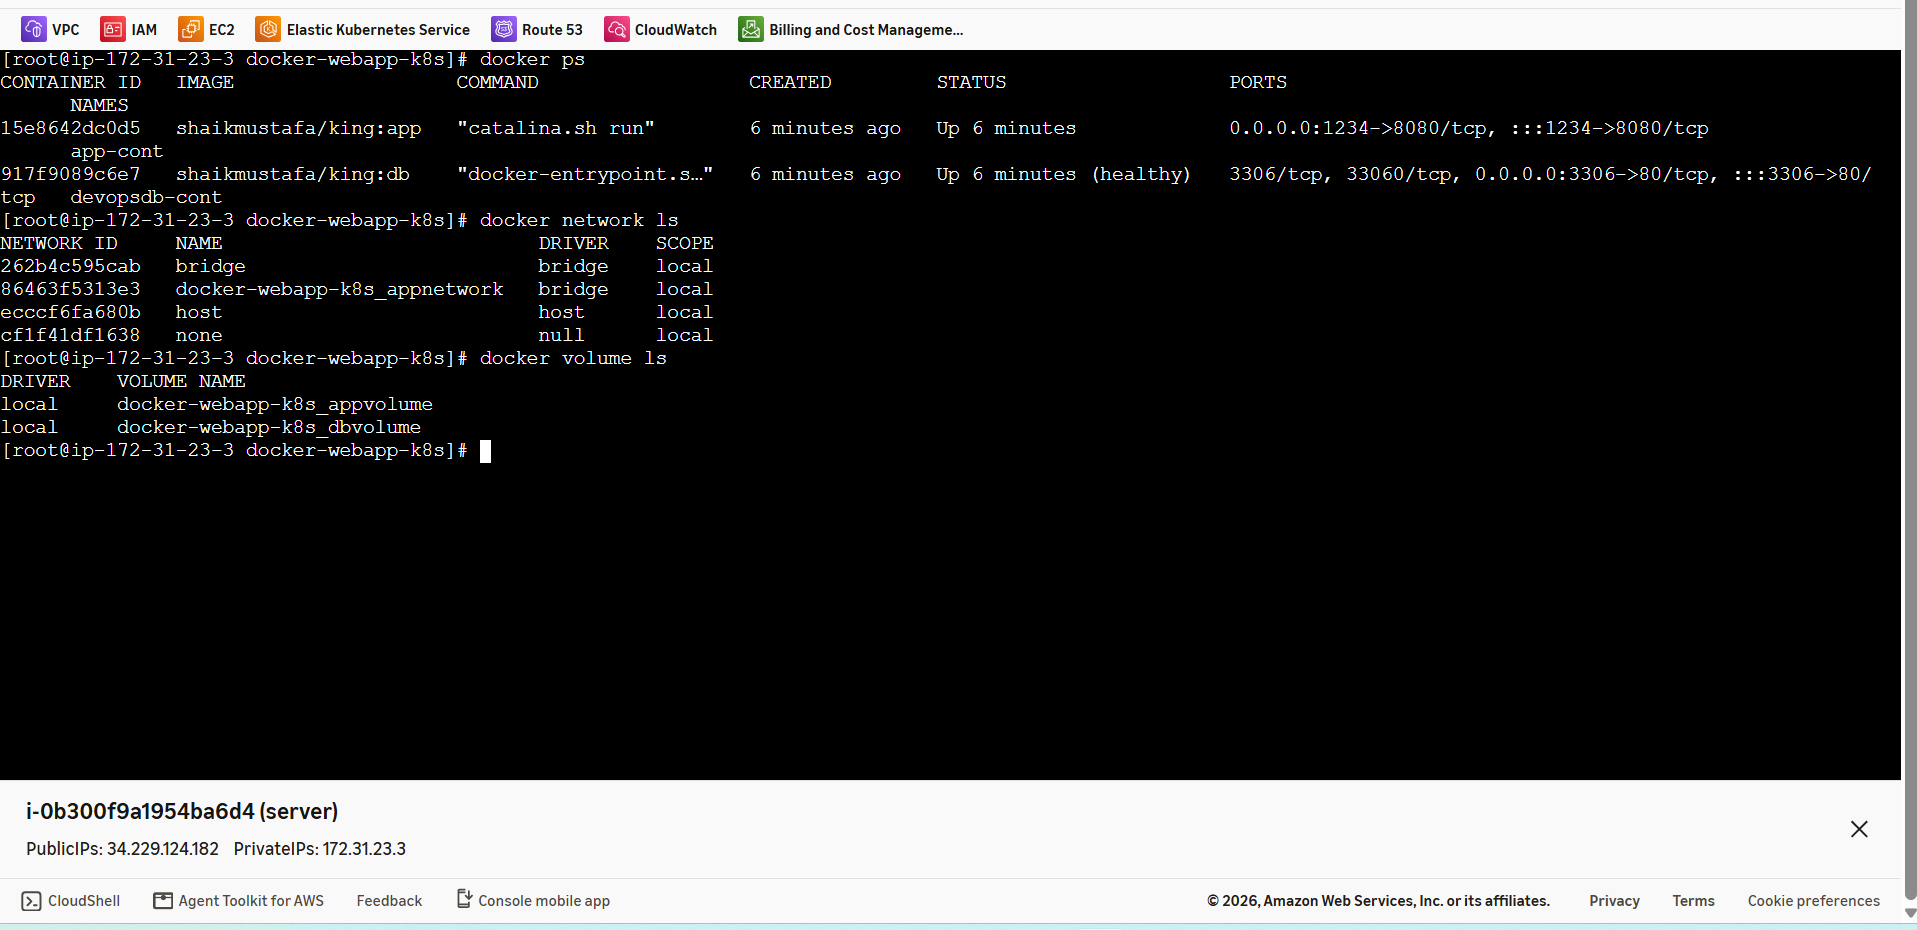 VPC IAM EC2 Elastic Kubernetes Service Route 53 CloudWatch Billing and Cost Manageme...
[root@ip-172-31-23-3 docker-webapp-k8s]# docker ps
CONTAINER ID   IMAGE                   COMMAND                  CREATED         STATUS                   PORTS
      NAMES
15e8642dc0d5   shaikmustafa/king:app   "catalina.sh run"        6 minutes ago   Up 6 minutes             0.0.0.0:1234->8080/tcp, :::1234->8080/tcp
      app-cont
917f9089c6e7   shaikmustafa/king:db    "docker-entrypoint.s…"   6 minutes ago   Up 6 minutes (healthy)   3306/tcp, 33060/tcp, 0.0.0.0:3306->80/tcp, :::3306->80/
tcp   devopsdb-cont
[root@ip-172-31-23-3 docker-webapp-k8s]# docker network ls
NETWORK ID     NAME                           DRIVER    SCOPE
262b4c595cab   bridge                         bridge    local
86463f5313e3   docker-webapp-k8s_appnetwork   bridge    local
ecccf6fa680b   host                           host      local
cf1f41df1638   none                           null      local
[root@ip-172-31-23-3 docker-webapp-k8s]# docker volume ls
DRIVER    VOLUME NAME
local     docker-webapp-k8s_appvolume
local     docker-webapp-k8s_dbvolume
[root@ip-172-31-23-3 docker-webapp-k8s]#
i-0b300f9a1954ba6d4 (server)
PublicIPs: 34.229.124.182 PrivateIPs: 172.31.23.3
CloudShell Agent Toolkit for AWS Feedback Console mobile app © 2026, Amazon Web Services, Inc. or its affiliates. Privacy Terms Cookie preferences